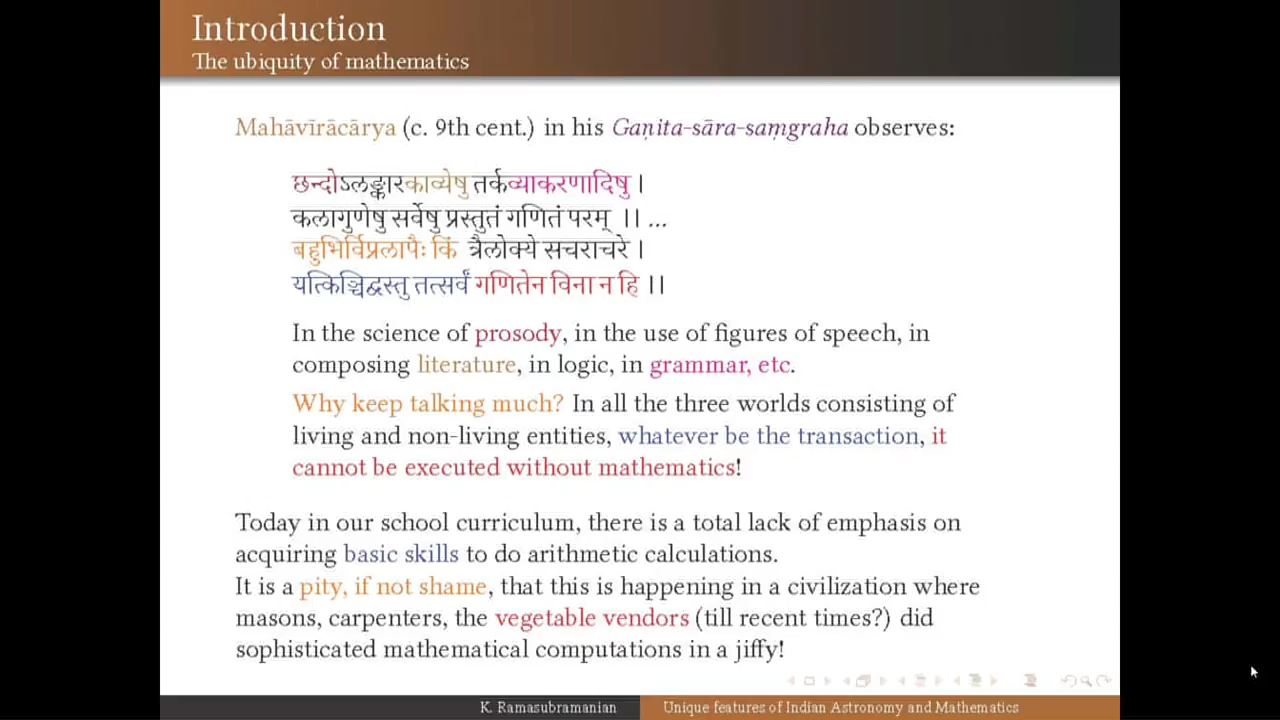 Introduction
The ubiquity of mathematics
Mahāvīrācārya (c. 9th cent.) in his Gaṇita-sāra-saṃgraha observes:
छन्दोऽलङ्कारकाव्येषु तर्कव्याकरणादिषु ।
कलागुणेषु सर्वेषु प्रस्तुतं गणितं परम् ।। ...
बहुभिर्विप्रलापैः किं त्रैलोक्ये सचराचरे ।
यत्किञ्चिद्वस्तु तत्सर्वं गणितेन विना न हि ।।
In the science of prosody, in the use of figures of speech, in
composing literature, in logic, in grammar, etc.
Why keep talking much? In all the three worlds consisting of
living and non-living entities, whatever be the transaction, it
cannot be executed without mathematics!
Today in our school curriculum, there is a total lack of emphasis on
acquiring basic skills to do arithmetic calculations.
It is a pity, if not shame, that this is happening in a civilization where
masons, carpenters, the vegetable vendors (till recent times?) did
sophisticated mathematical computations in a jiffy!
K. Ramasubramanian Unique features of Indian Astronomy and Mathematics